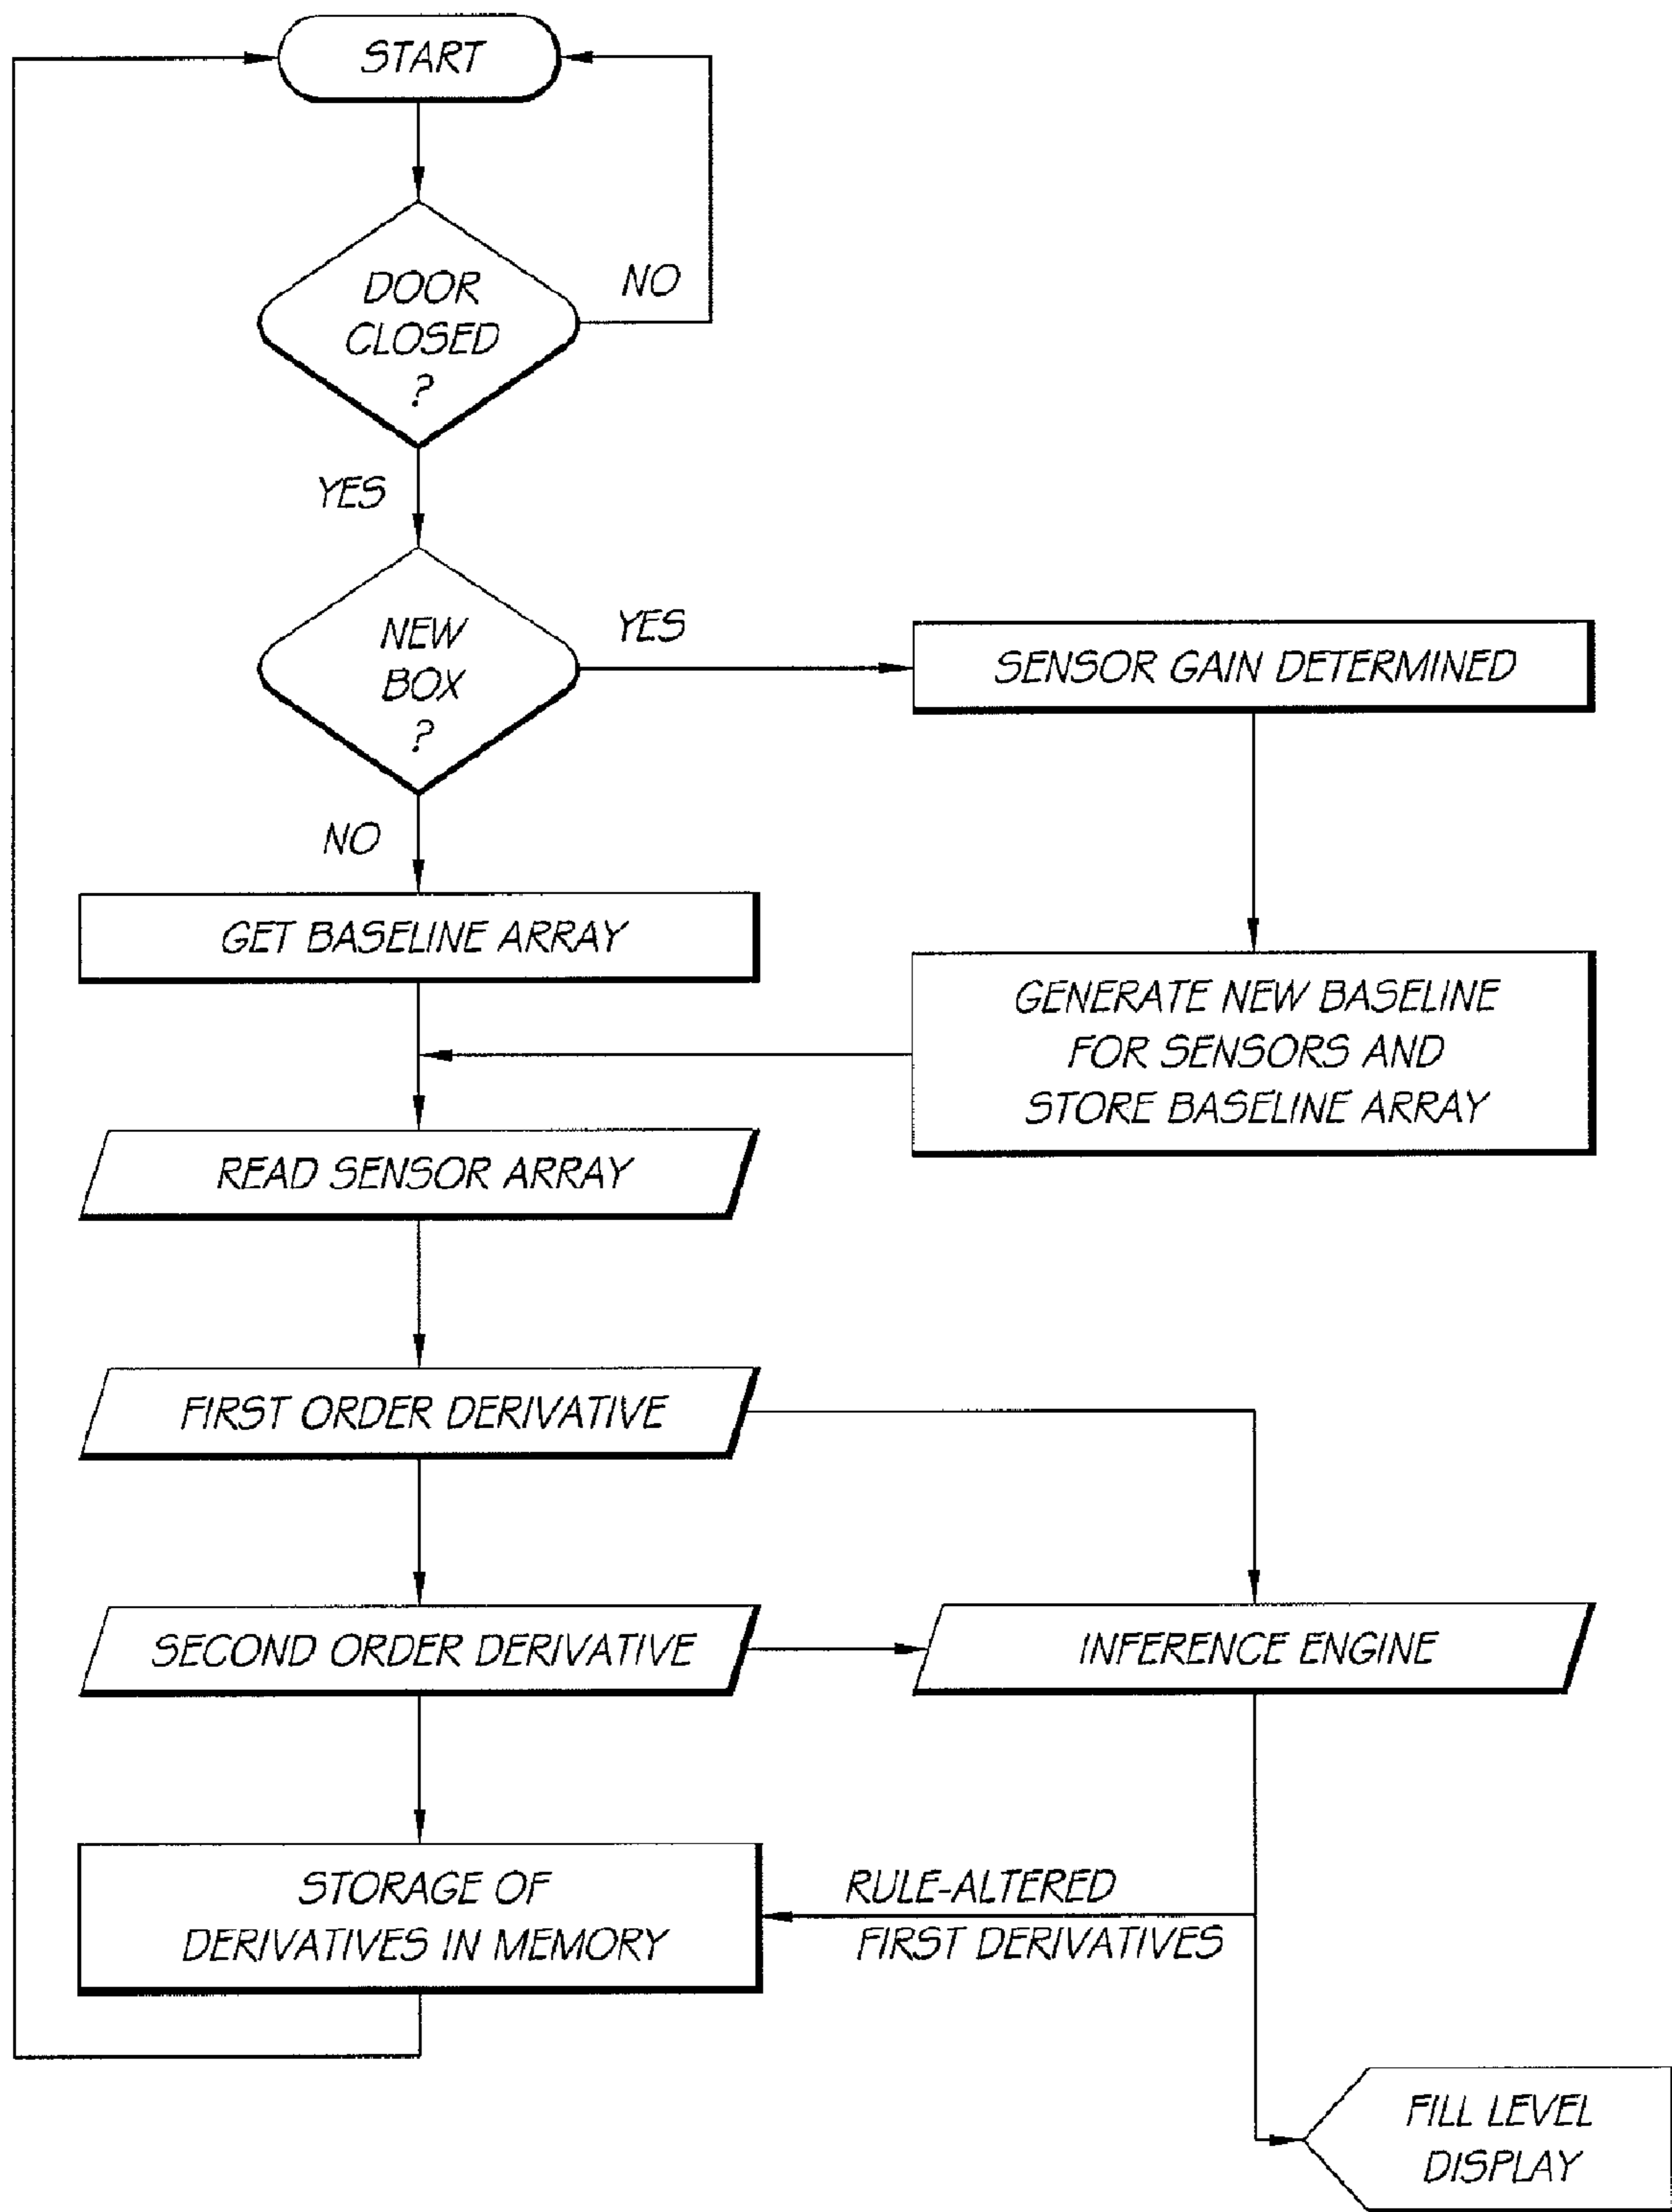 START
DOOR
CLOSED
?
NO
YES
NEW
BOX
?
YES
SENSOR GAIN DETERMINED
NO
GET BASELINE ARRAY
GENERATE NEW BASELINE
FOR SENSORS AND
STORE BASELINE ARRAY
READ SENSOR ARRAY
FIRST ORDER DERIVATIVE
SECOND ORDER DERIVATIVE
INFERENCE ENGINE
STORAGE OF
DERIVATIVES IN MEMORY
RULE-ALTERED
FIRST DERIVATIVES
FILL LEVEL
DISPLAY